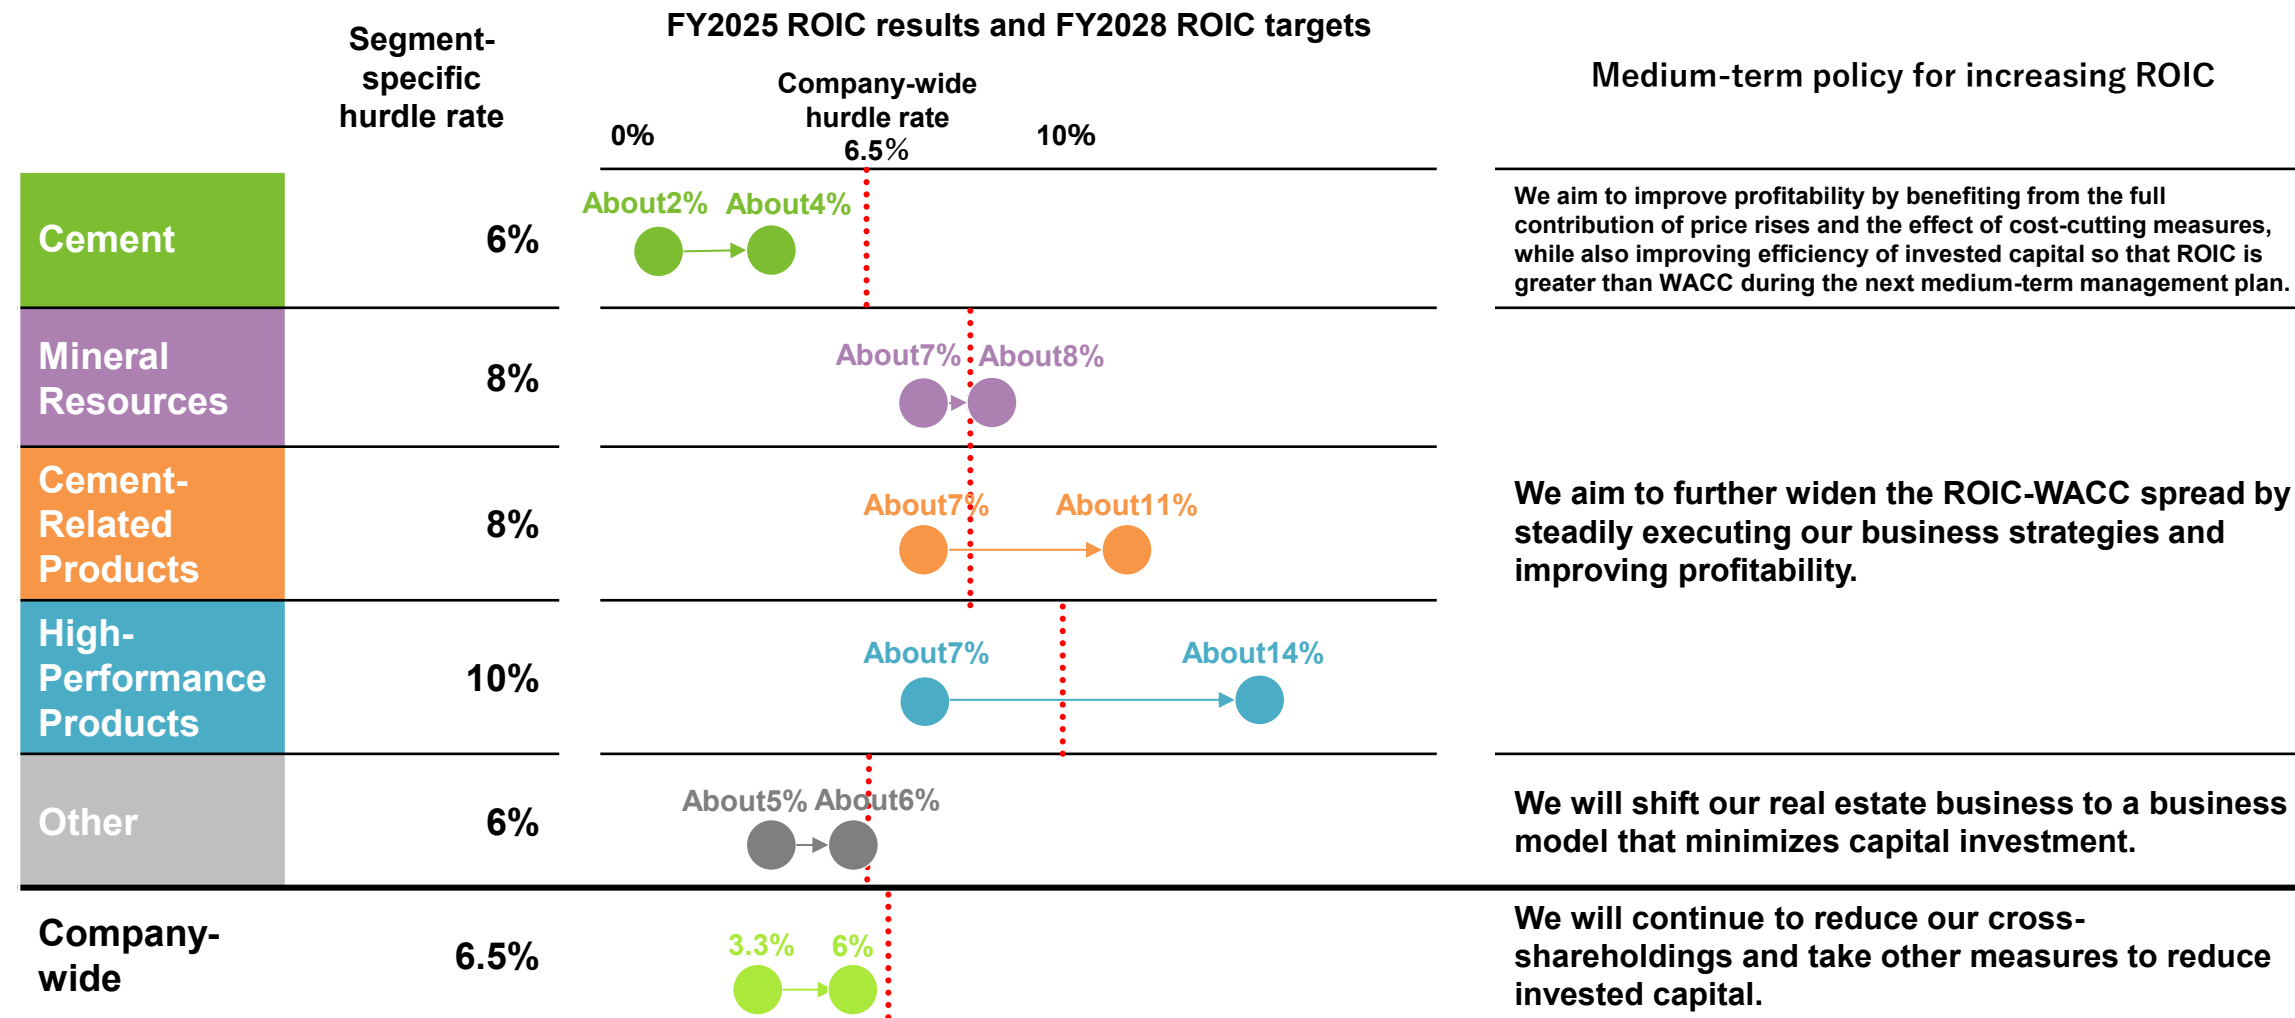 FY2025 ROIC results and FY2028 ROIC targets
Segment-
specific
hurdle rate
Company-wide
hurdle rate
6.5%
0%
10%
Medium-term policy for increasing ROIC
Cement
6%
About2% About4%
We aim to improve profitability by benefiting from the full
contribution of price rises and the effect of cost-cutting measures,
while also improving efficiency of invested capital so that ROIC is
greater than WACC during the next medium-term management plan.
Mineral
Resources
8%
About7% About8%
Cement-
Related
Products
8%
About7% About11%
We aim to further widen the ROIC-WACC spread by
steadily executing our business strategies and
improving profitability.
High-
Performance
Products
10%
About7% About14%
Other
6%
About5% About6%
We will shift our real estate business to a business
model that minimizes capital investment.
Company-
wide
6.5%
3.3% 6%
We will continue to reduce our cross-
shareholdings and take other measures to reduce
invested capital.